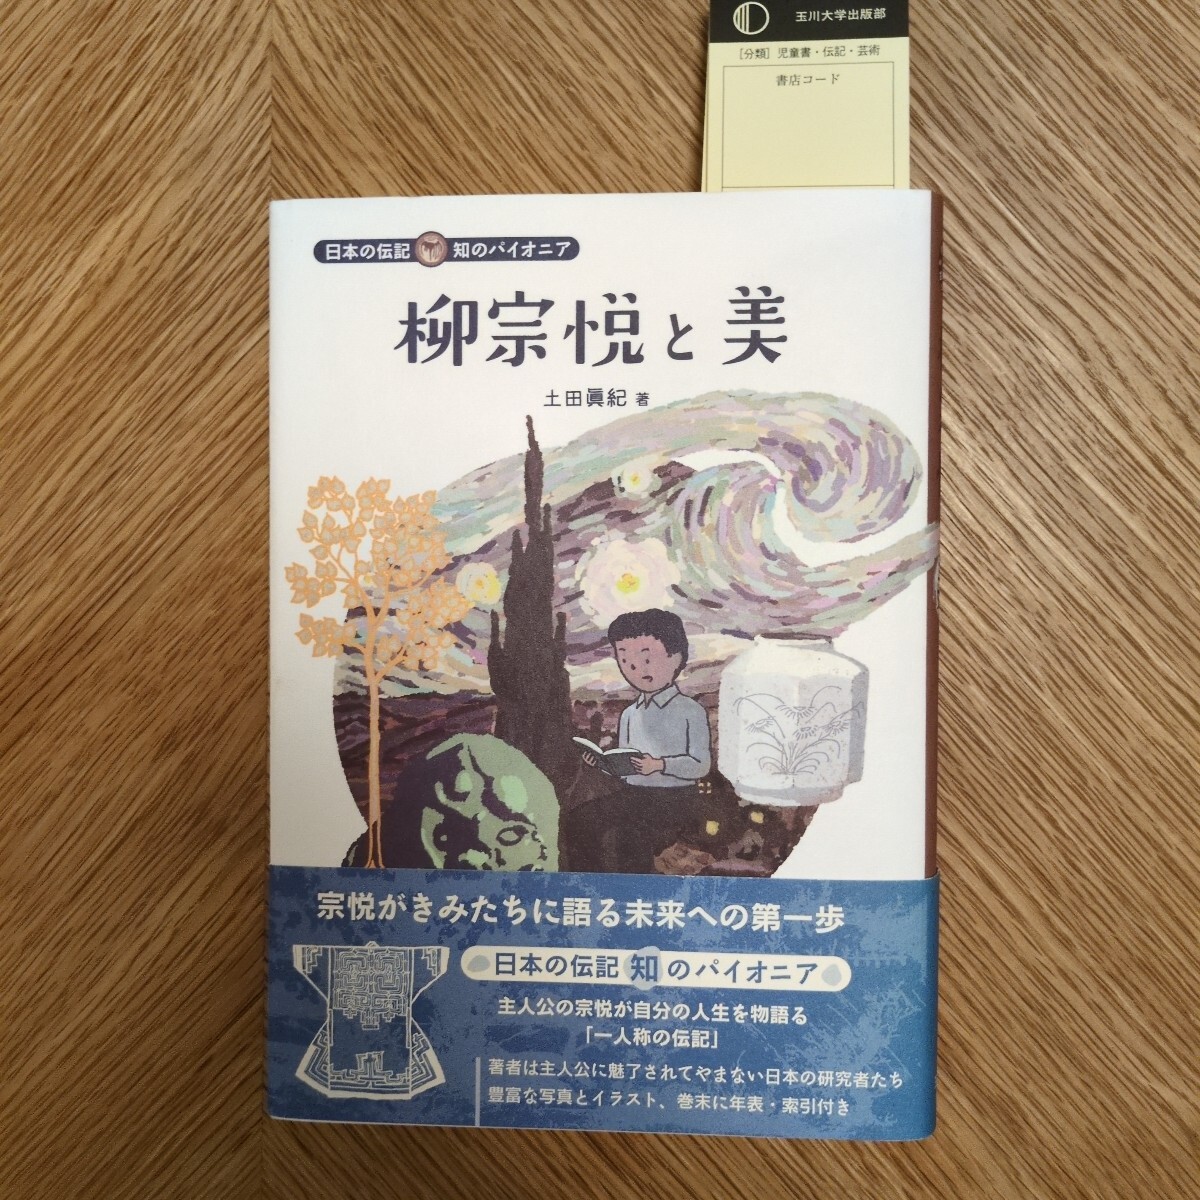 玉川大学出版部
[分類] 児童書・伝記・芸術
書店コード
日本の伝記 知のパイオニア
柳宗悦と美
土田眞紀 著
宗悦がきみたちに語る未来への第一歩
日本の伝記 知のパイオニア
主人公の宗悦が自分の人生を物語る
「一人称の伝記」
著者は主人公に魅了されてやまない日本の研究者たち
豊富な写真とイラスト、巻末に年表・索引付き